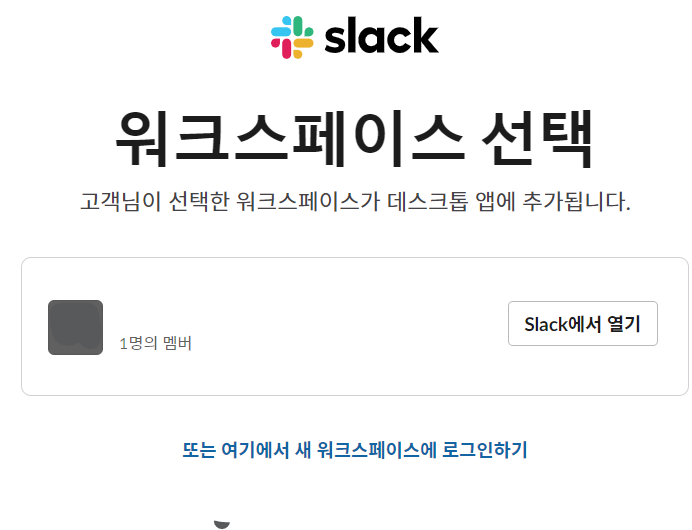 slack
워크스페이스 선택
고객님이 선택한 워크스페이스가 데스크톱 앱에 추가됩니다.
1명의 멤버
Slack에서 열기
또는 여기에서 새 워크스페이스에 로그인하기